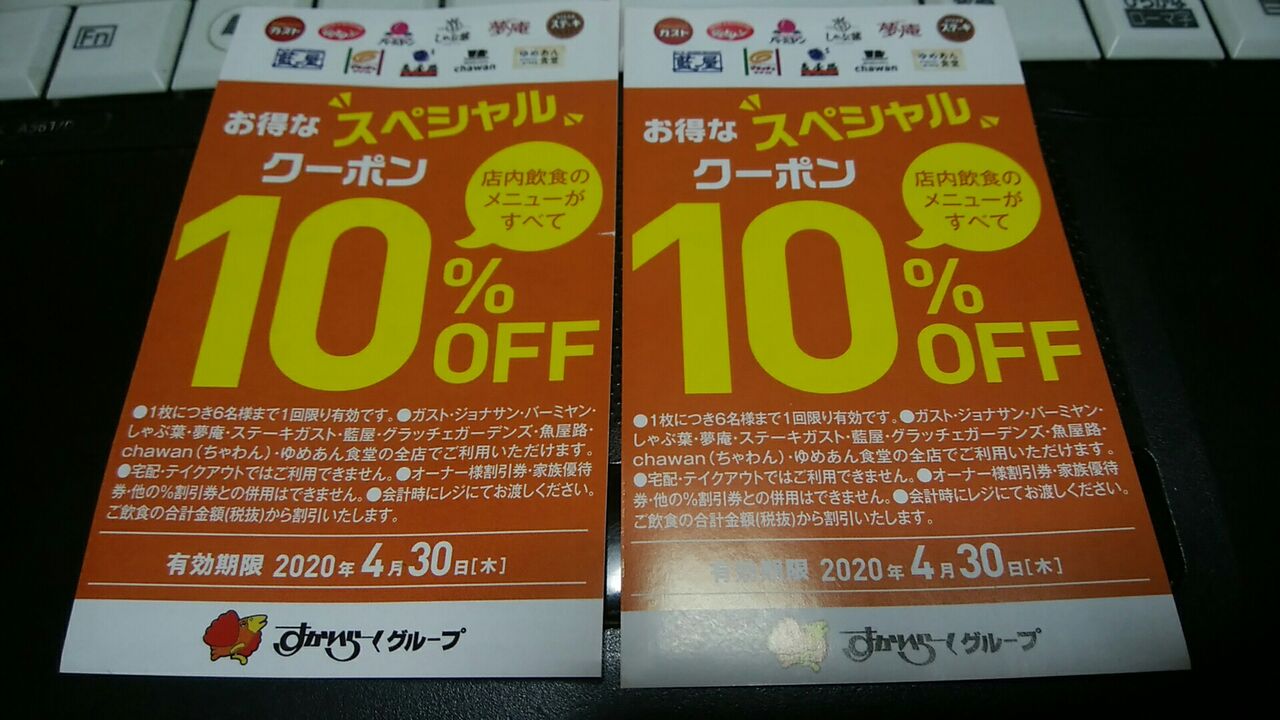 Fn
ひらがな
ローマ字
A561/
ガスト
ジョナサン
バーミヤン
しゃぶ葉
夢庵
ステーキ
藍屋
chawan
ゆめあん
食堂
お得なスペシャル
クーポン
店内飲食の
メニューが
すべて
10%
OFF
●1枚につき6名様まで1回限り有効です。●ガスト・ジョナサン・バーミヤン・
しゃぶ葉・夢庵・ステーキガスト・藍屋・グラッチェガーデンズ・魚屋路・
chawan(ちゃわん)・ゆめあん食堂の全店でご利用いただけます。
●宅配・テイクアウトではご利用できません。●オーナー様割引券・家族優待
券・他の%割引券との併用はできません。●会計時にレジにてお渡しください。
ご飲食の合計金額(税抜)から割引いたします。
有効期限 2020年4月30日[木]
すかいらーくグループ
ガスト
ジョナサン
バーミヤン
しゃぶ葉
夢庵
ステーキ
藍屋
chawan
ゆめあん
食堂
お得なスペシャル
クーポン
店内飲食の
メニューが
すべて
10%
OFF
●1枚につき6名様まで1回限り有効です。●ガスト・ジョナサン・バーミヤン・
しゃぶ葉・夢庵・ステーキガスト・藍屋・グラッチェガーデンズ・魚屋路・
chawan(ちゃわん)・ゆめあん食堂の全店でご利用いただけます。
●宅配・テイクアウトではご利用できません。●オーナー様割引券・家族優待
券・他の%割引券との併用はできません。●会計時にレジにてお渡しください。
ご飲食の合計金額(税抜)から割引いたします。
有効期限 2020年4月30日[木]
すかいらーくグループ